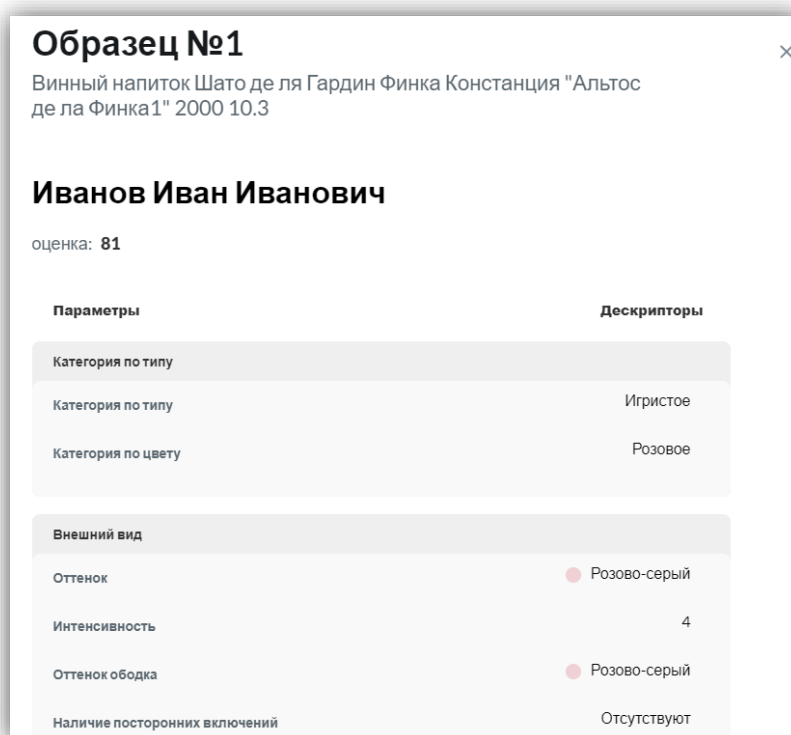 Образец №1
Винный напиток Шато де ля Гардин Финка Констанция "Альтос
де ла Финка1" 2000 10.3
Иванов Иван Иванович
оценка: 81
Параметры Дескрипторы
Категория по типу
Категория по типу Игристое
Категория по цвету Розовое
Внешний вид
Оттенок Розово-серый
Интенсивность 4
Оттенок ободка Розово-серый
Наличие посторонних включений Отсутствуют